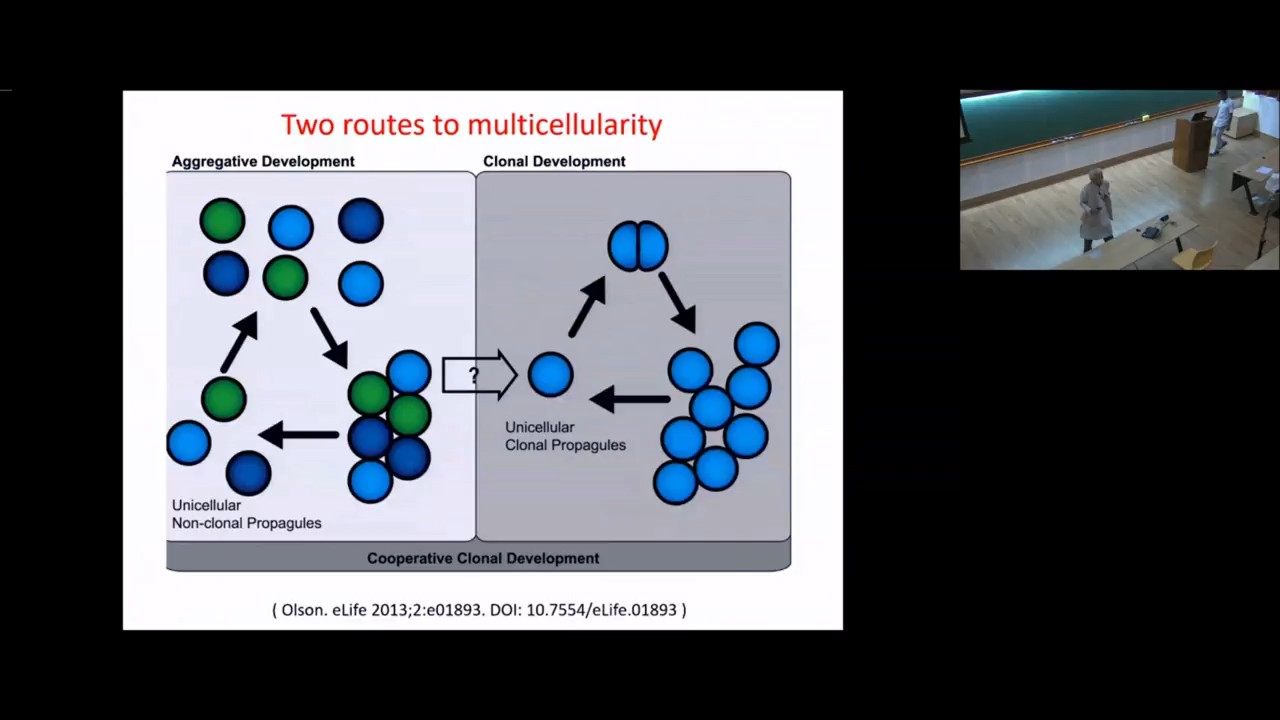 Two routes to multicellularity
Aggregative Development
Clonal Development
?
Unicellular
Clonal Propagules
Unicellular
Non-clonal Propagules
Cooperative Clonal Development
( Olson. eLife 2013;2:e01893. DOI: 10.7554/eLife.01893 )